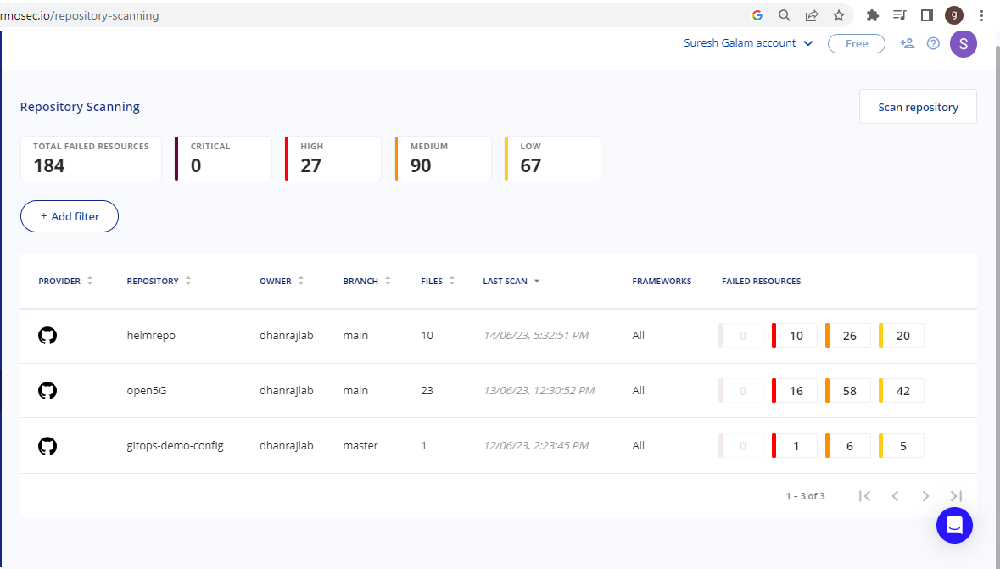 rmosec.io/repository-scanning
g
Suresh Galam account Free S
Repository Scanning Scan repository
TOTAL FAILED RESOURCES CRITICAL HIGH MEDIUM LOW
184 0 27 90 67
+ Add filter
PROVIDER REPOSITORY OWNER BRANCH FILES LAST SCAN FRAMEWORKS FAILED RESOURCES
helmrepo dhanrajlab main 10 14/06/23, 5:32:51 PM All 0 10 26 20
open5G dhanrajlab main 23 13/06/23, 12:30:52 PM All 0 16 58 42
gitops-demo-config dhanrajlab master 1 12/06/23, 2:23:45 PM All 0 1 6 5
1 – 3 of 3